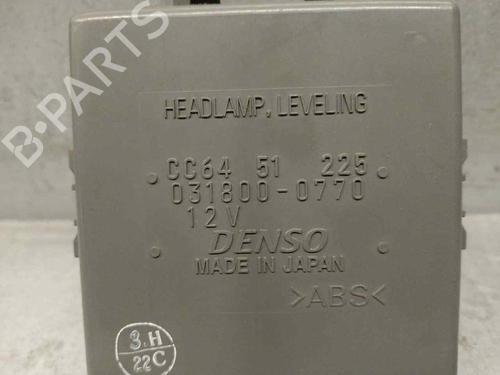 B-PARTS
HEADLAMP, LEVELING
CC64 51 225
031800-0770
12V
DENSO
MADE IN JAPAN
>ABS<
3.H
22C